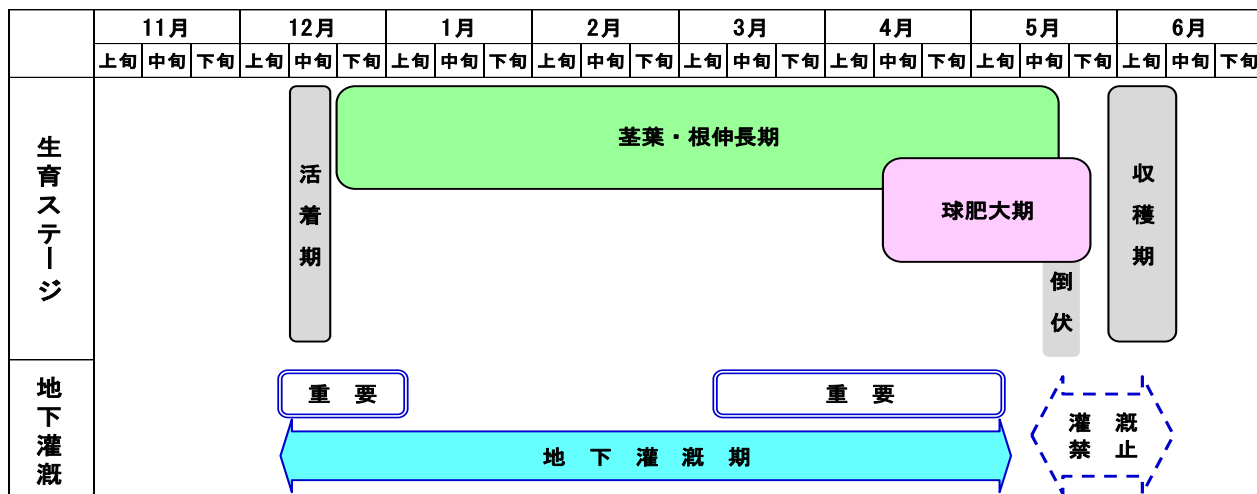 11月 12月 1月 2月 3月 4月 5月 6月
上旬 中旬 下旬 上旬 中旬 下旬 上旬 中旬 下旬 上旬 中旬 下旬 上旬 中旬 下旬 上旬 中旬 下旬 上旬 中旬 下旬 上旬 中旬 下旬
生育ステージ
活着期
茎葉・根伸長期
球肥大期
倒伏
収穫期
地下灌漑
重要
重要
地下灌漑期
灌漑
禁止